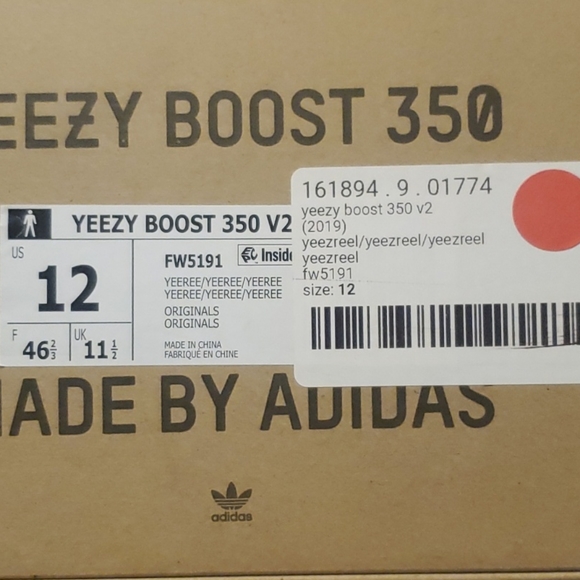 EEZY BOOST 350
161894 . 9 . 01774
yeezy boost 350 v2
(2019)
yeezreel/yeezreel/yeezreel
yeezreel
fw5191
size: 12
YEEZY BOOST 350 V2
US
12
F
46 2/3
UK
11 1/2
FW5191
Inside
YEEREE/YEEREE/YEEREE
YEEREE/YEEREE/YEEREE
ORIGINALS
ORIGINALS
MADE IN CHINA
FABRIQUÉ EN CHINE
MADE BY ADIDAS
adidas